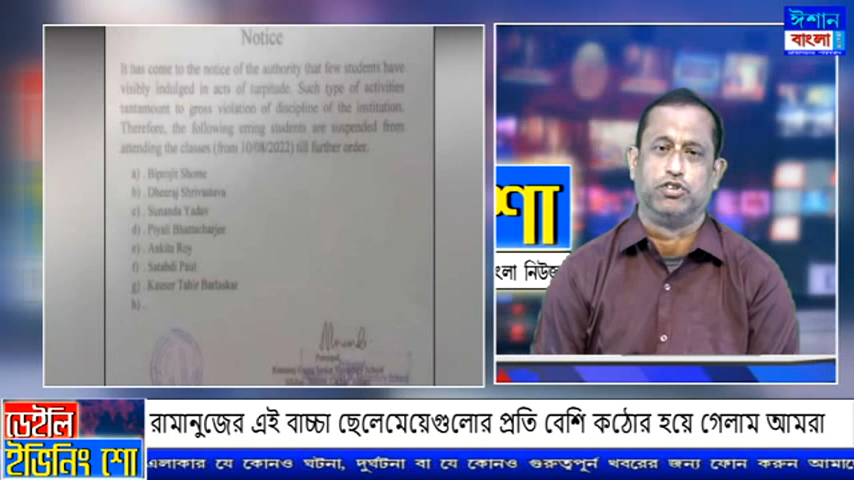 Notice
It has come to the notice of the authority that few students have
visibly indulged in acts of tarpitude. Such type of activities
tantamount to gross violation of discipline of the institution.
Therefore, the following erring students are suspended from
attending the classes (from 10/08/2022) till further order.
a) . Biprojit Shome
b) . Dheeraj Shrivastava
c) . Sunanda Yadav
d) . Piyali Bhattacharjee
e) . Ankita Roy
f) . Satabdi Paul
g) . Kauser Tahir Barlaskar
h) .
Principal
School
ঈশান
বাংলা
শো
বাংলা নিউজ
ডেইলি
ইভিনিং শো
রামানুজের এই বাচ্চা ছেলেমেয়েগুলোর প্রতি বেশি কঠোর হয়ে গেলাম আমরা
এলাকার যে কোনও ঘটনা, দুর্ঘটনা বা যে কোনও গুরুত্বপূর্ন খবরের জন্য ফোন করুন আমাদে